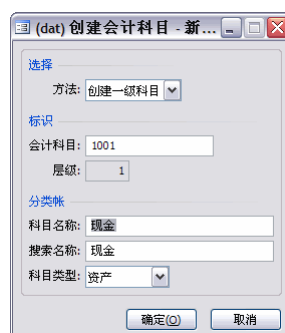 (dat) 创建会计科目 - 新...
选择
方法: 创建一级科目
标识
会计科目: 1001
层级: 1
分类帐
科目名称: 现金
搜索名称: 现金
科目类型: 资产
确定(O) 取消